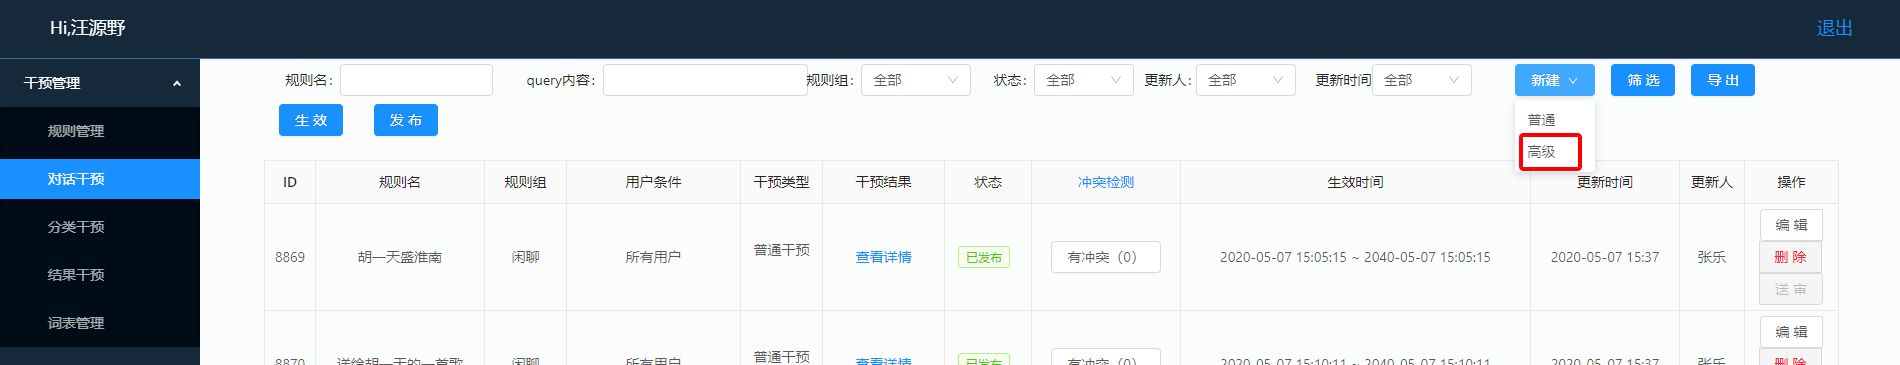 Hi,汪源野
退出
干预管理
规则管理
对话干预
分类干预
结果干预
词表管理
规则名： query内容： 规则组： 全部 状态： 全部 更新人： 全部 更新时间 全部 新建 筛 选 导 出
普通
高级
生 效 发 布
ID 规则名 规则组 用户条件 干预类型 干预结果 状态 冲突检测 生效时间 更新时间 更新人 操作
8869 胡一天盛淮南 闲聊 所有用户 普通干预 查看详情 已发布 有冲突（0） 2020-05-07 15:05:15 ~ 2040-05-07 15:05:15 2020-05-07 15:37 张乐 编 辑
删 除
送 审
8870 送给胡一天的一首歌 闲聊 所有用户 普通干预 查看详情 已发布 有冲突（0） 2020-05-07 15:10:11 ~ 2040-05-07 15:10:11 2020-05-07 15:37 张乐 编 辑
删 除